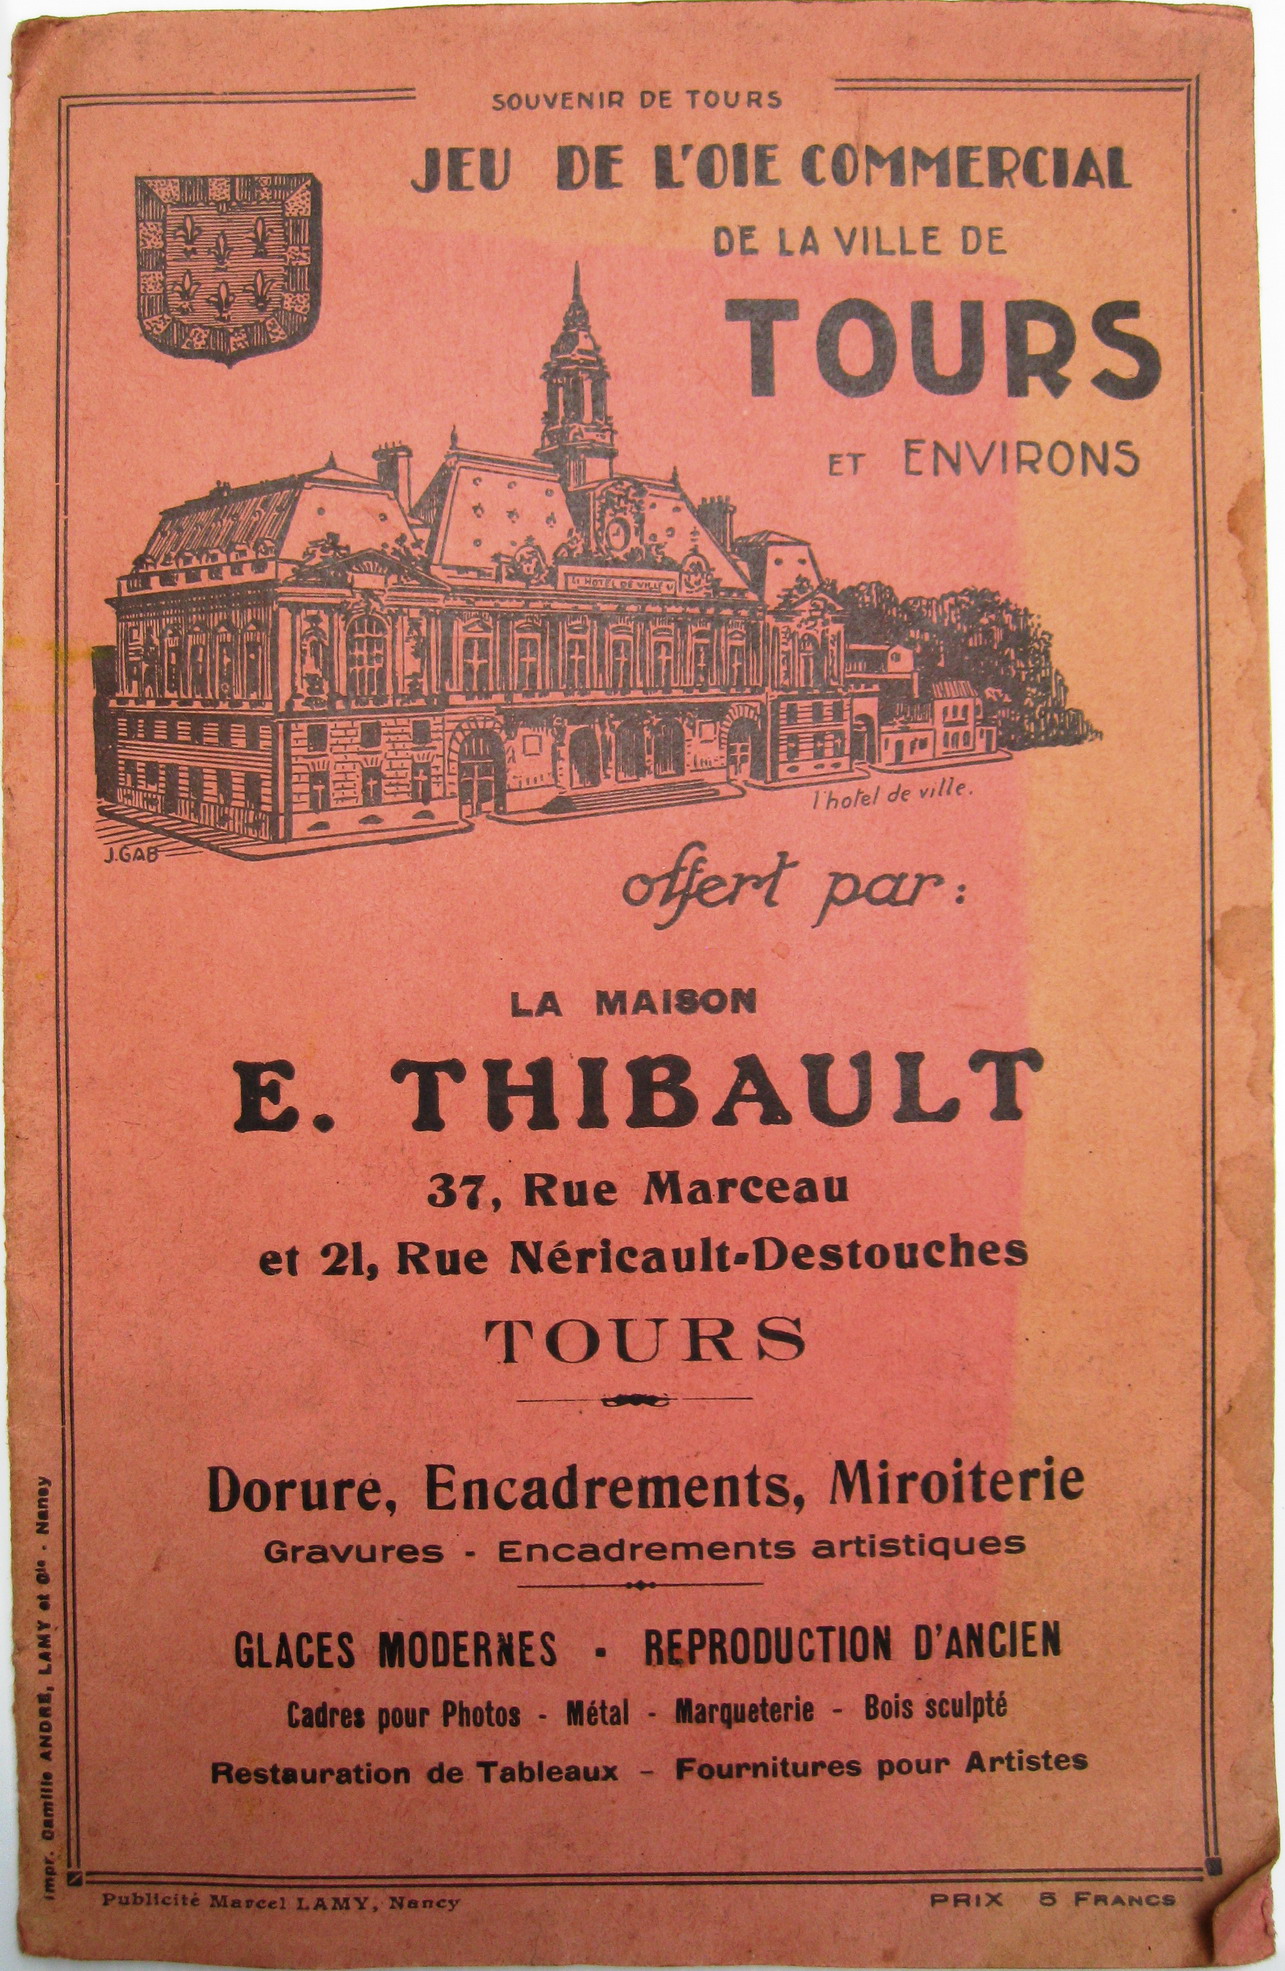 SOUVENIR DE TOURS
JEU DE L'OIE COMMERCIAL
DE LA VILLE DE
TOURS
ET ENVIRONS
HOTEL DE VILLE
l'hotel de ville.
J.GAB
offert par :
LA MAISON
E. THIBAULT
37, Rue Marceau
et 21, Rue Néricault-Destouches
TOURS
Dorure, Encadrements, Miroiterie
Gravures - Encadrements artistiques
GLACES MODERNES - REPRODUCTION D'ANCIEN
Cadres pour Photos - Métal - Marqueterie - Bois sculpté
Restauration de Tableaux - Fournitures pour Artistes
Impr. Camille ANDRÉ, LAMY et Cie - Nancy
Publicité Marcel LAMY, Nancy
PRIX 5 FRANCS